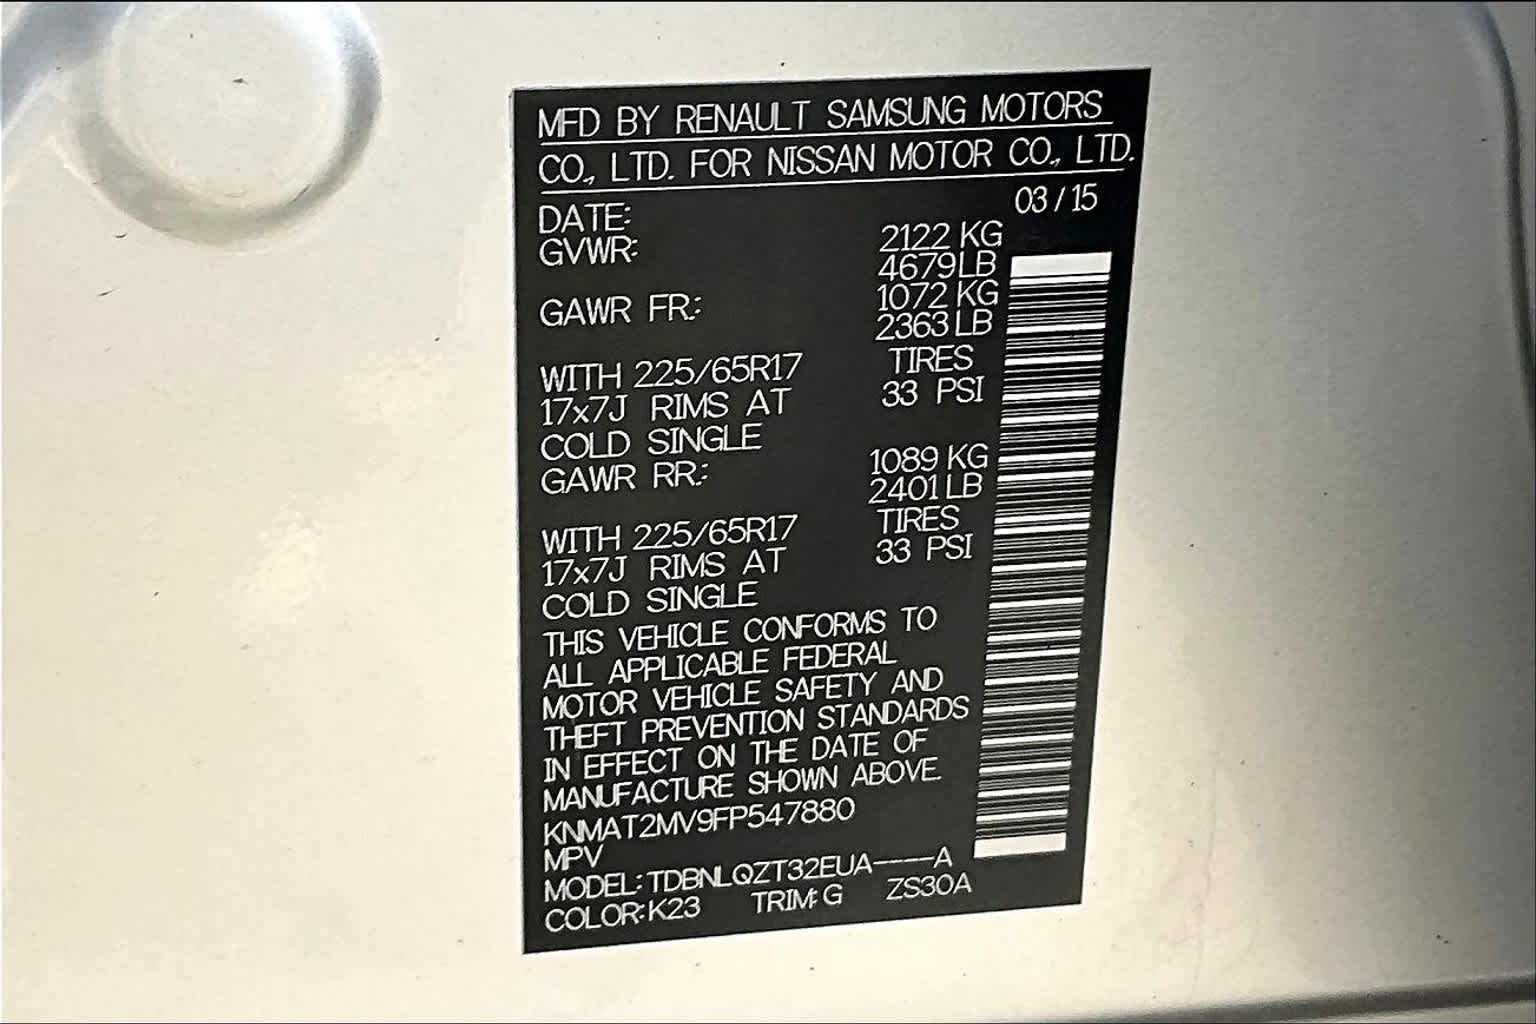 MFD BY RENAULT SAMSUNG MOTORS
CO., LTD. FOR NISSAN MOTOR CO., LTD.
DATE: 03/15
GVWR: 2122 KG
4679 LB
GAWR FR.: 1072 KG
2363 LB
WITH 225/65R17 TIRES
17x7J RIMS AT 33 PSI
COLD SINGLE
GAWR RR.: 1089 KG
2401 LB
WITH 225/65R17 TIRES
17x7J RIMS AT 33 PSI
COLD SINGLE
THIS VEHICLE CONFORMS TO
ALL APPLICABLE FEDERAL
MOTOR VEHICLE SAFETY AND
THEFT PREVENTION STANDARDS
IN EFFECT ON THE DATE OF
MANUFACTURE SHOWN ABOVE.
KNMAT2MV9FP547880
MPV
MODEL: TDBNLQZT32EUA----A
COLOR: K23 TRIM: G ZS30A